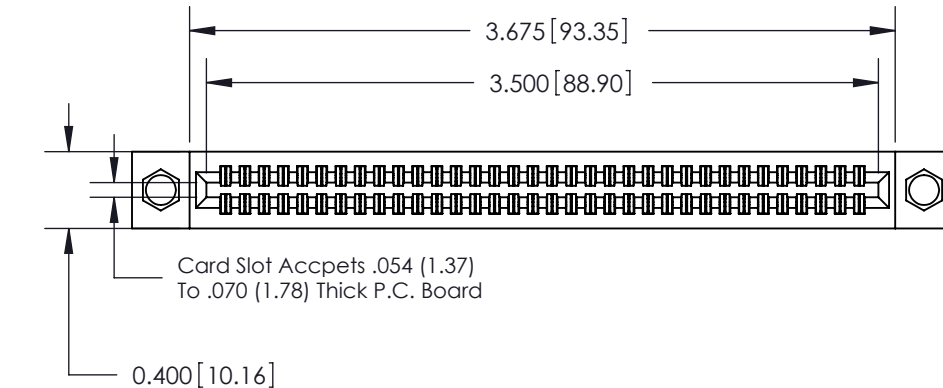 3.675[93.35]
3.500[88.90]
Card Slot Accpets .054 (1.37)
To .070 (1.78) Thick P.C. Board
0.400[10.16]